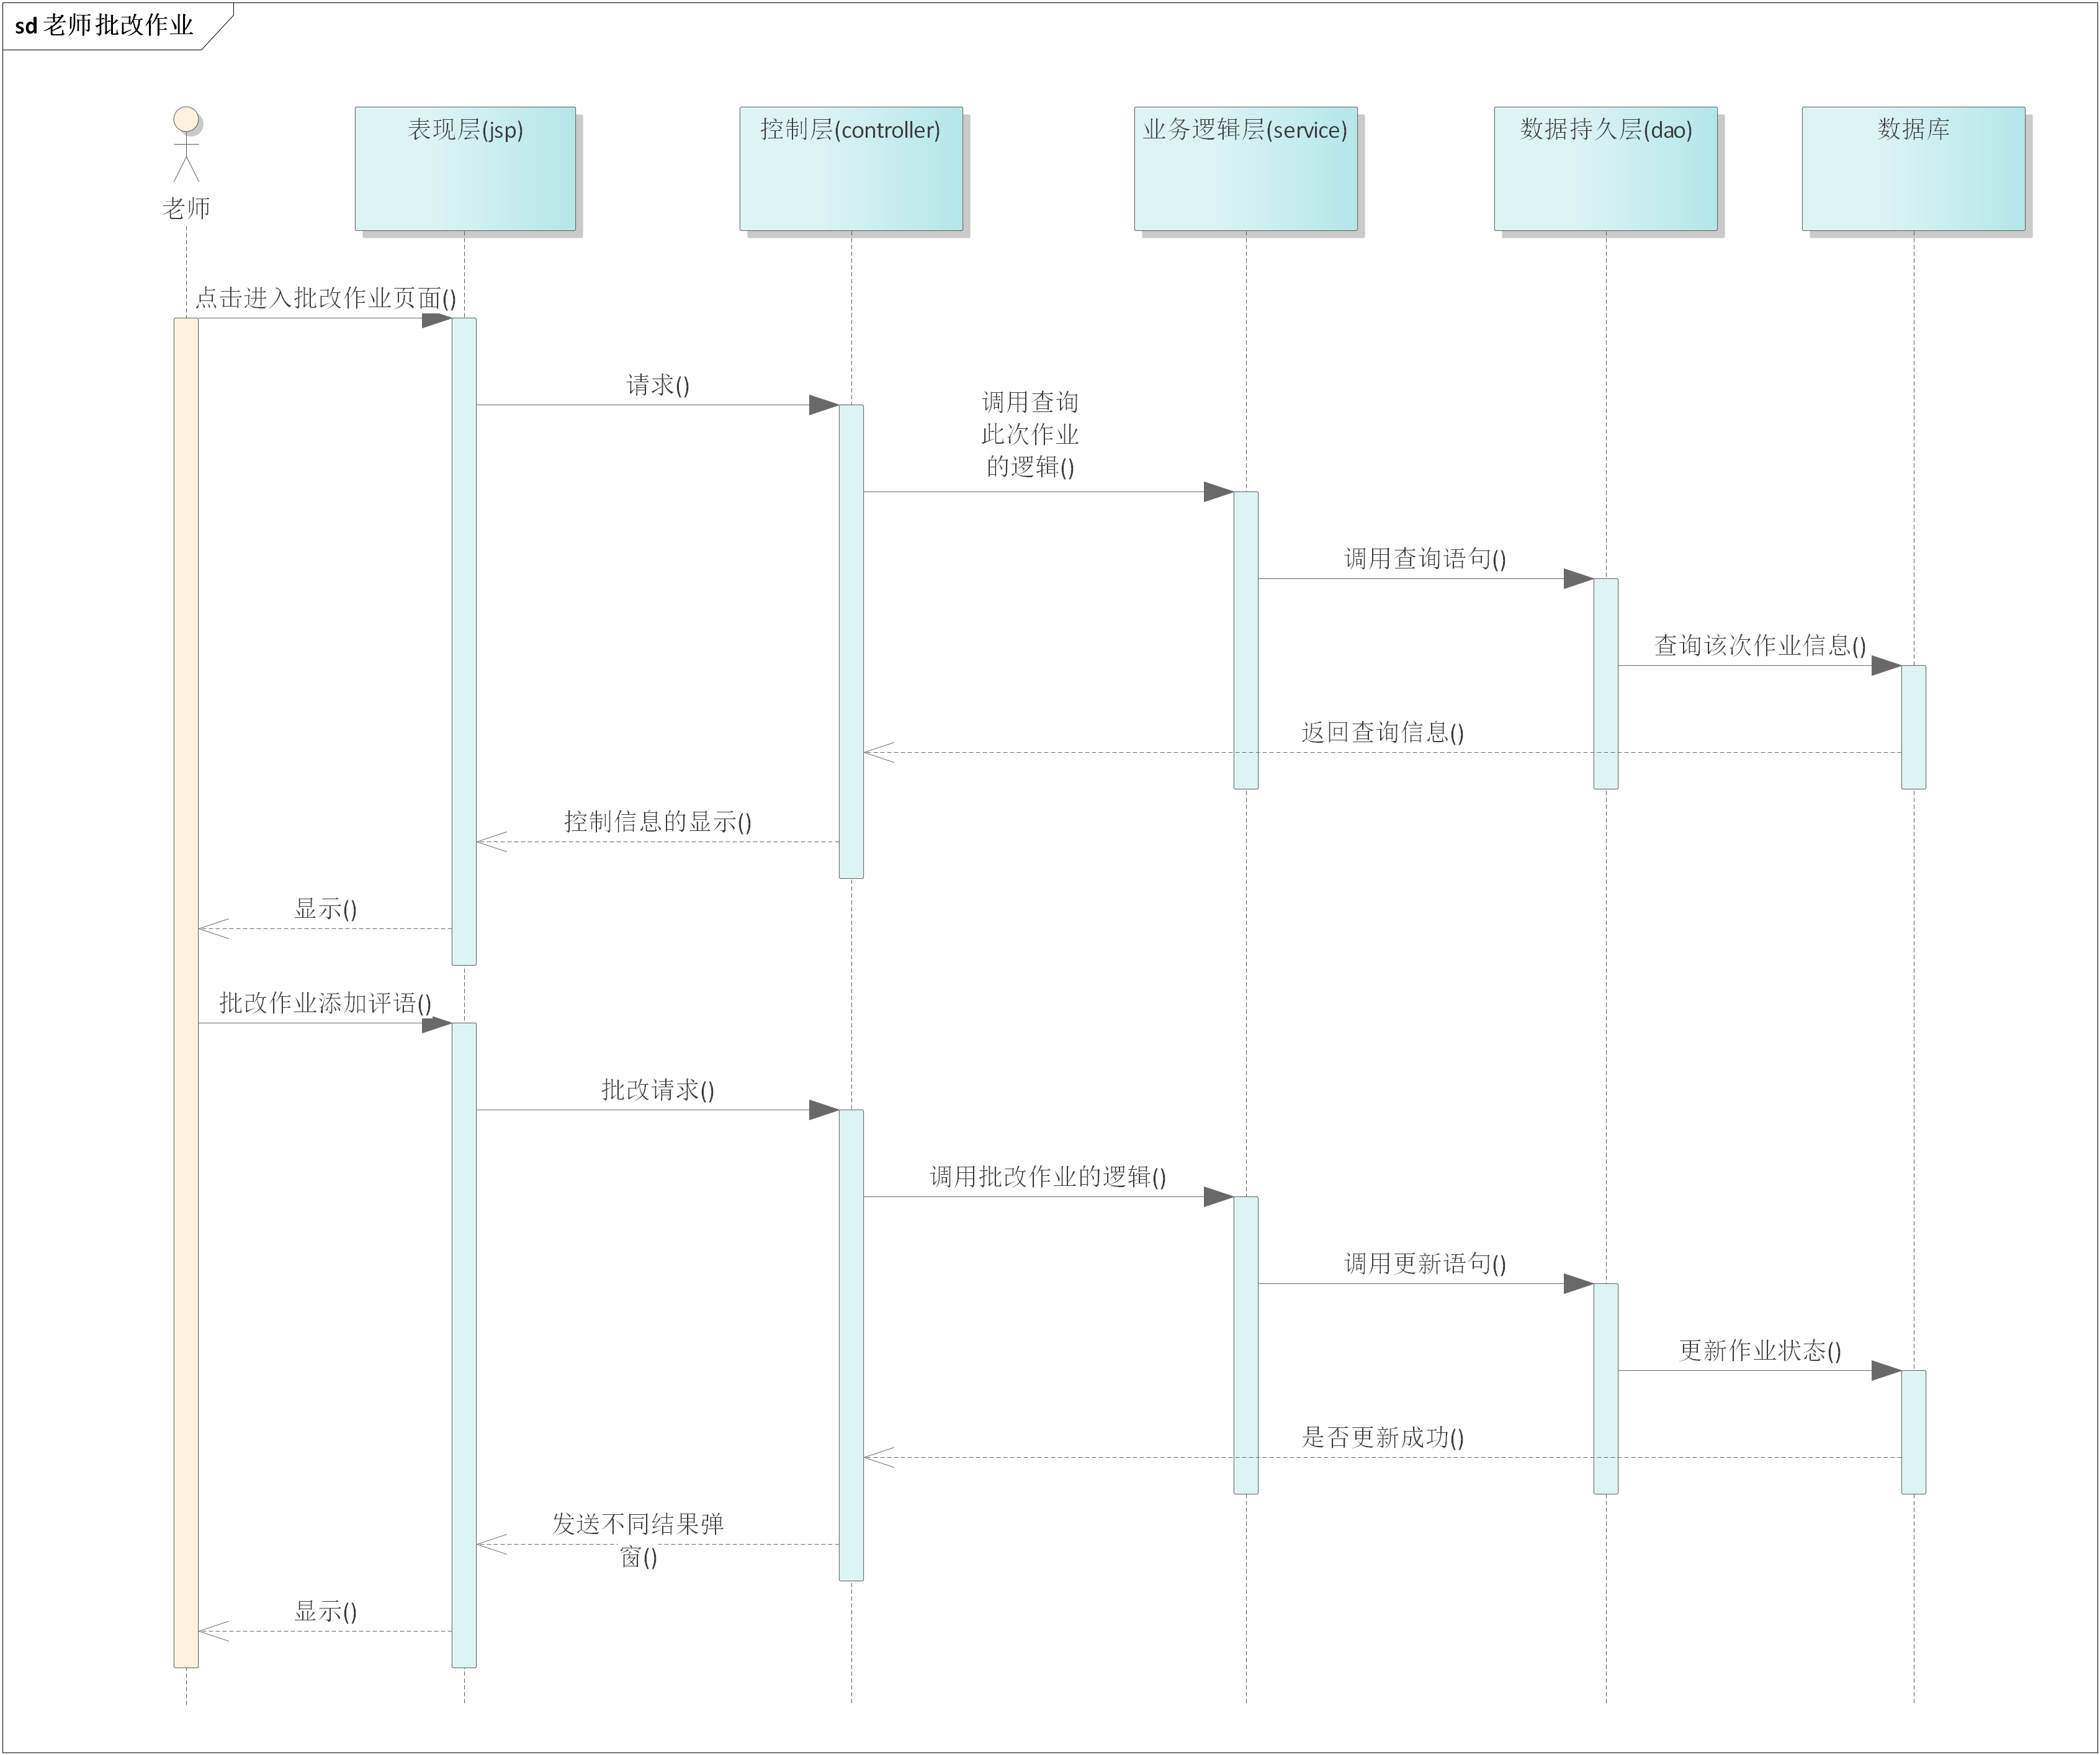 sd 老师批改作业
表现层(jsp)
控制层(controller)
业务逻辑层(service)
数据持久层(dao)
数据库
老师
点击进入批改作业页面()
请求()
调用查询
此次作业
的逻辑()
调用查询语句()
查询该次作业信息()
返回查询信息()
控制信息的显示()
显示()
批改作业添加评语()
批改请求()
调用批改作业的逻辑()
调用更新语句()
更新作业状态()
是否更新成功()
发送不同结果弹
窗()
显示()